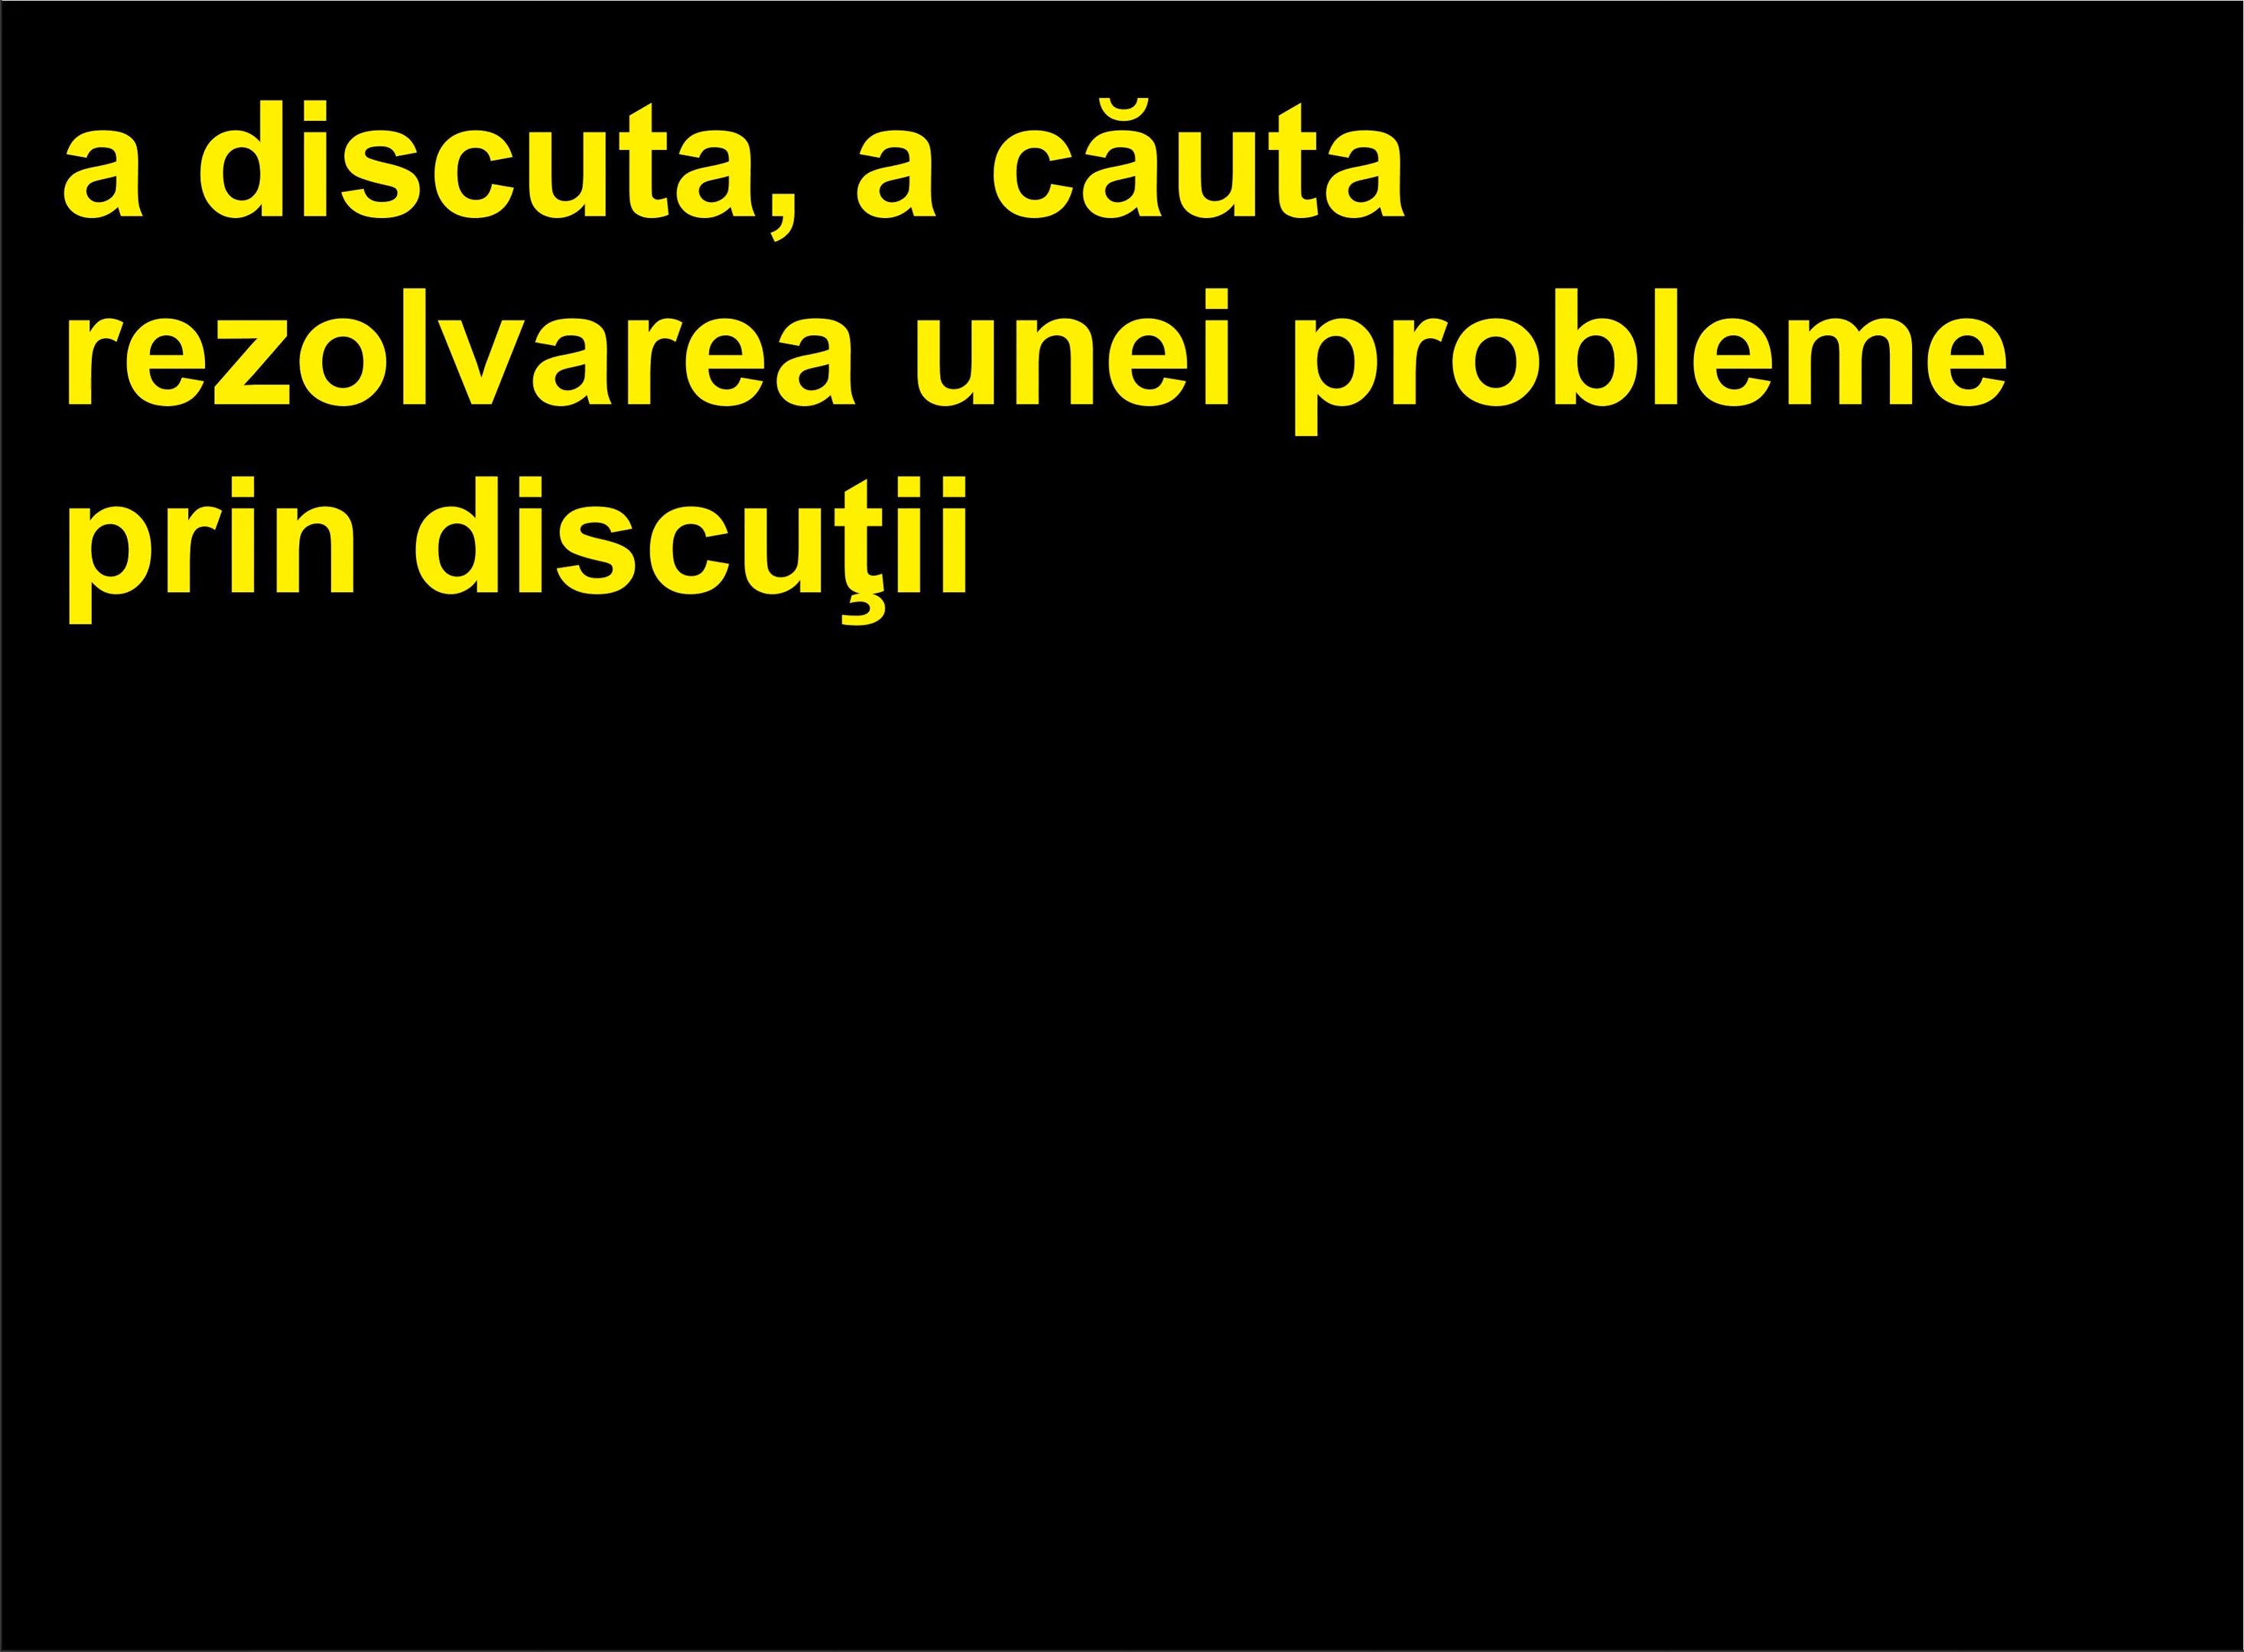 a discuta, a căuta
rezolvarea unei probleme
prin discuţii